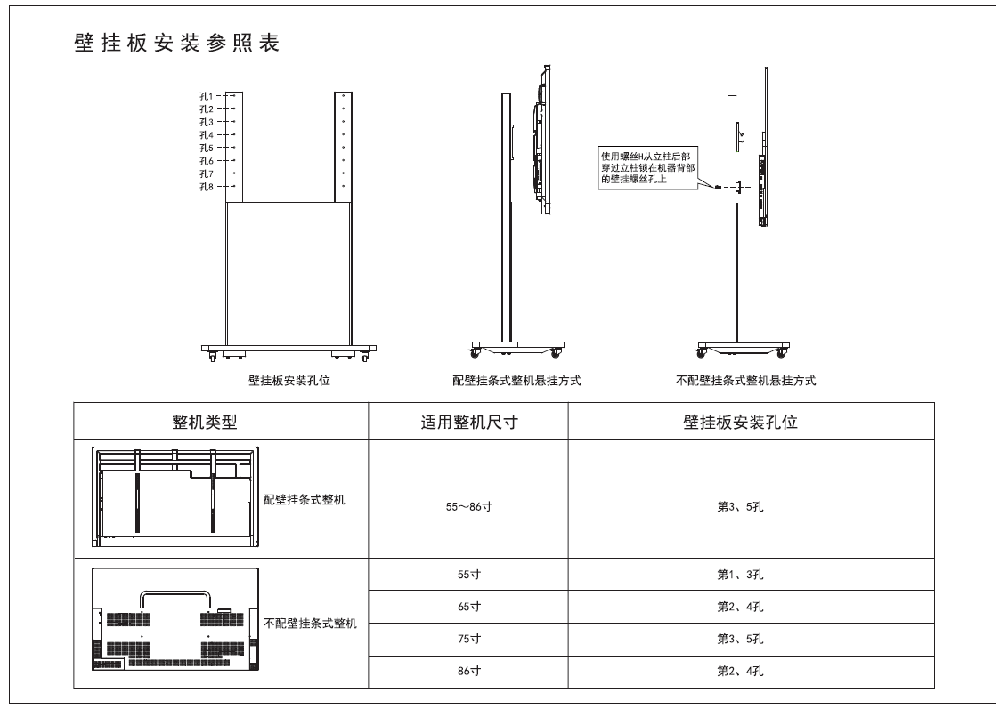 壁挂板安装参照表
孔1
孔2
孔3
孔4
孔5
孔6
孔7
孔8
使用螺丝H从立柱后部
穿过立柱锁在机器背部
的壁挂螺丝孔上
壁挂板安装孔位
配壁挂条式整机悬挂方式
不配壁挂条式整机悬挂方式
整机类型
适用整机尺寸
壁挂板安装孔位
配壁挂条式整机
55～86寸
第3、5孔
不配壁挂条式整机
55寸
第1、3孔
65寸
第2、4孔
75寸
第3、5孔
86寸
第2、4孔